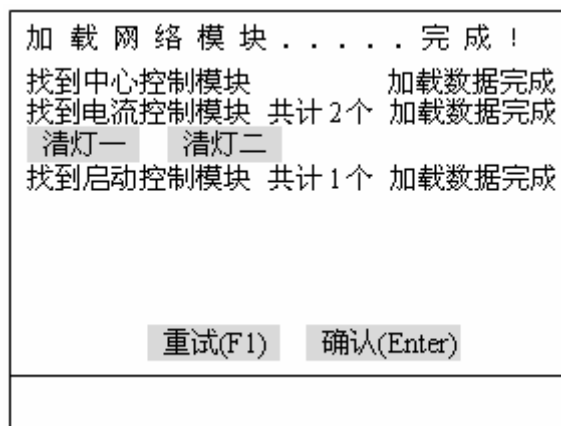 加载网络模块.....完成!
找到中心控制模块 加载数据完成
找到电流控制模块 共计2个 加载数据完成
清灯一 清灯二
找到启动控制模块 共计1个 加载数据完成
重试(F1) 确认(Enter)